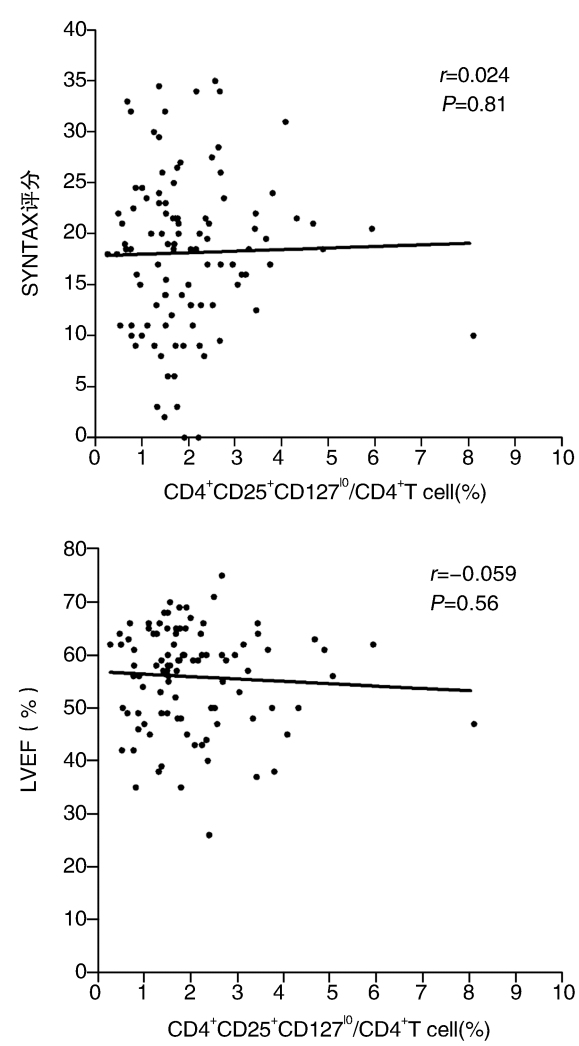 40
35
30
25
20
15
10
5
0
r=0.024
P=0.81
SYNTAX评分
0 1 2 3 4 5 6 7 8 9 10
CD4⁺CD25⁺CD127ˡ⁰/CD4⁺T cell(%)
80
70
60
50
40
30
20
10
0
r=−0.059
P=0.56
LVEF(%)
0 1 2 3 4 5 6 7 8 9 10
CD4⁺CD25⁺CD127ˡ⁰/CD4⁺T cell(%)